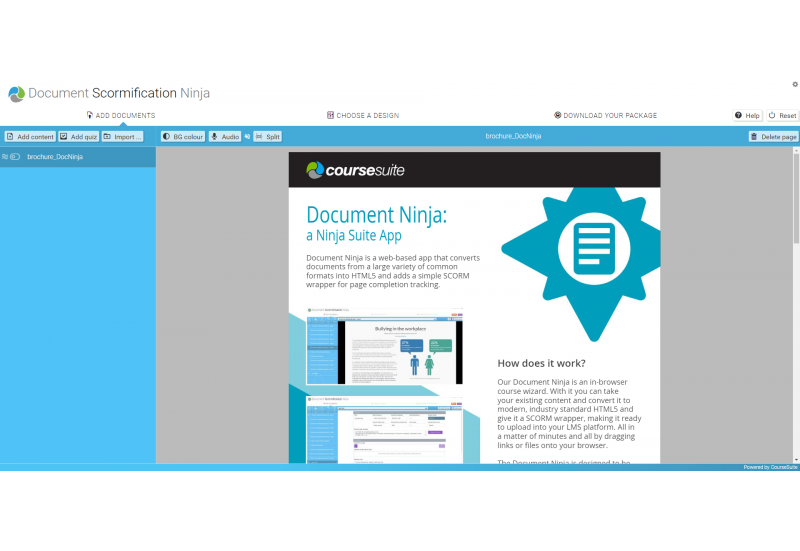 Document Scormification Ninja
ADD DOCUMENTS
CHOOSE A DESIGN
DOWNLOAD YOUR PACKAGE
Help
Reset
Add content
Add quiz
Import ...
BG colour
Audio
Split
brochure_DocNinja
Delete page
brochure_DocNinja
coursesuite
Document Ninja:
a Ninja Suite App
Document Ninja is a web-based app that converts
documents from a large variety of common
formats into HTML5 and adds a simple SCORM
wrapper for page completion tracking.
Bullying in the workplace
How does it work?
Our Document Ninja is an in-browser
course wizard. With it you can take
your existing content and convert it to
modern, industry standard HTML5 and
give it a SCORM wrapper, making it ready
to upload into your LMS platform. All in
a matter of minutes and all by dragging
links or files onto your browser.
The Document Ninja is designed to be
Powered by CourseSuite